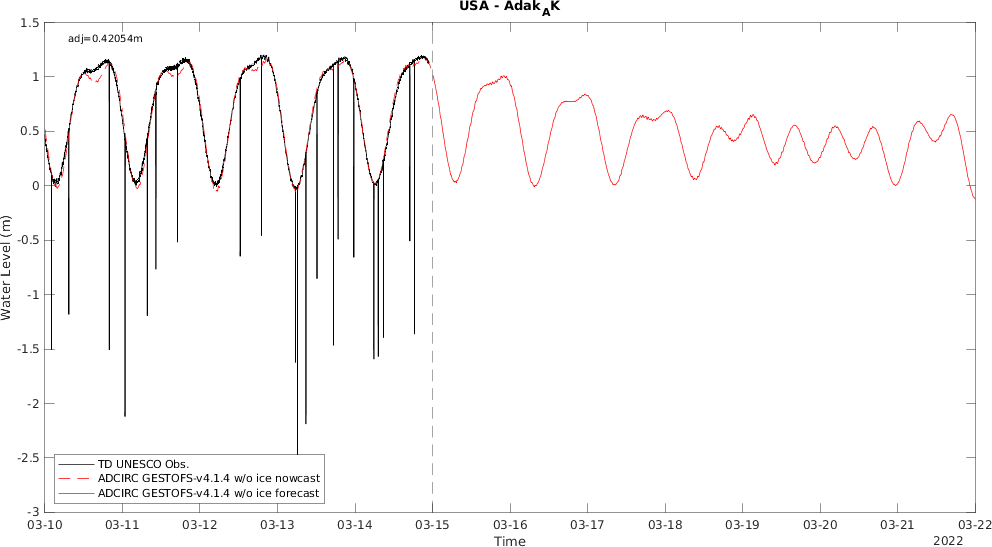 USA - Adak_AK
adj=0.42054m
1.5
1
0.5
0
-0.5
-1
-1.5
-2
-2.5
-3
Water Level (m)
TD UNESCO Obs.
ADCIRC GESTOFS-v4.1.4 w/o ice nowcast
ADCIRC GESTOFS-v4.1.4 w/o ice forecast
03-10 03-11 03-12 03-13 03-14 03-15 03-16 03-17 03-18 03-19 03-20 03-21 03-22
Time
2022